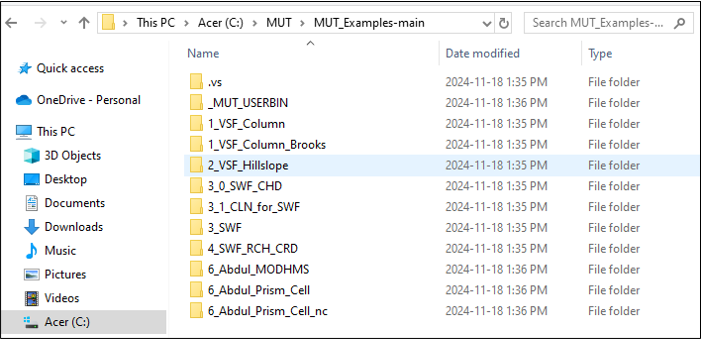 This PC > Acer (C:) > MUT > MUT_Examples-main
Search MUT_Examples-...
Name Date modified Type
Quick access
OneDrive - Personal
This PC
3D Objects
Desktop
Documents
Downloads
Music
Pictures
Videos
Acer (C:)
.vs 2024-11-18 1:35 PM File folder
_MUT_USERBIN 2024-11-18 1:36 PM File folder
1_VSF_Column 2024-11-18 1:35 PM File folder
1_VSF_Column_Brooks 2024-11-18 1:35 PM File folder
2_VSF_Hillslope 2024-11-18 1:35 PM File folder
3_0_SWF_CHD 2024-11-18 1:35 PM File folder
3_1_CLN_for_SWF 2024-11-18 1:35 PM File folder
3_SWF 2024-11-18 1:35 PM File folder
4_SWF_RCH_CRD 2024-11-18 1:35 PM File folder
6_Abdul_MODHMS 2024-11-18 1:36 PM File folder
6_Abdul_Prism_Cell 2024-11-18 1:36 PM File folder
6_Abdul_Prism_Cell_nc 2024-11-18 1:36 PM File folder